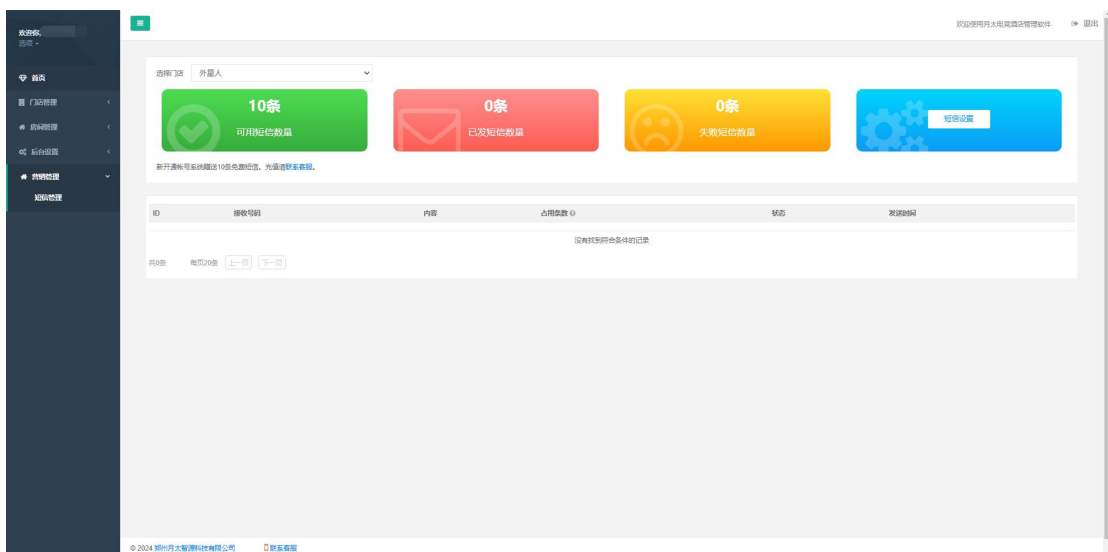 欢迎你,
选项
首页
门店管理
房间管理
后台设置
营销管理
短信管理
欢迎使用月太电竞酒店管理软件 退出
选择门店 外星人
10条
可用短信数量
0条
已发短信数量
0条
失败短信数量
短信设置
新开通帐号系统赠送10条免费短信。充值请联系客服。
ID 接收号码 内容 占用条数 状态 发送时间
没有找到符合条件的记录
共0条 每页20条 上一页 下一页
© 2024 郑州月太智源科技有限公司 联系客服